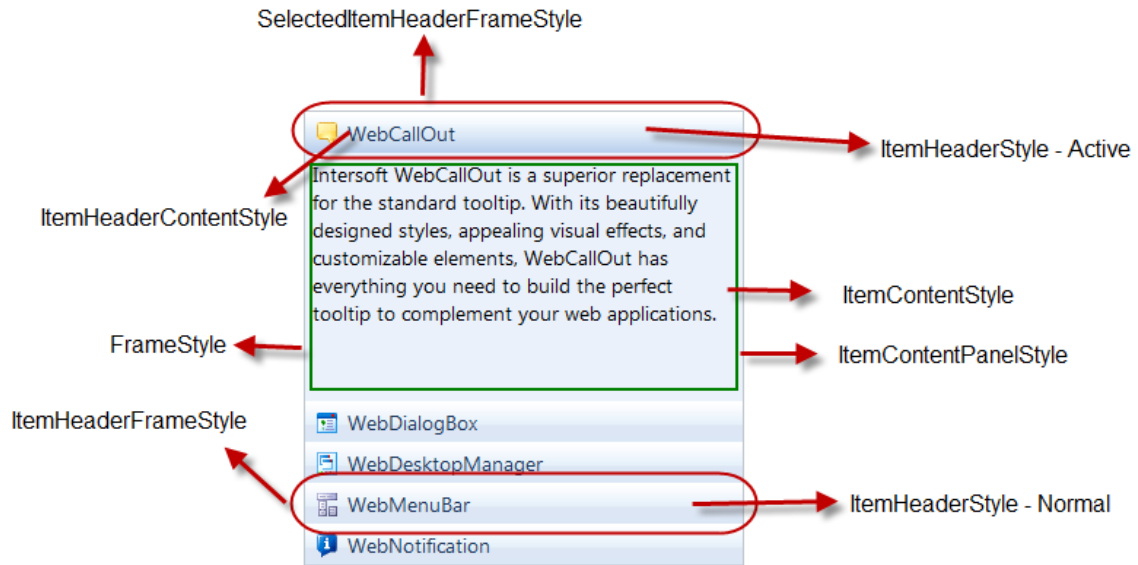 SelectedItemHeaderFrameStyle
WebCallOut
ItemHeaderStyle - Active
ItemHeaderContentStyle
Intersoft WebCallOut is a superior replacement
for the standard tooltip. With its beautifully
designed styles, appealing visual effects, and
customizable elements, WebCallOut has
everything you need to build the perfect
tooltip to complement your web applications.
ItemContentStyle
FrameStyle
ItemContentPanelStyle
ItemHeaderFrameStyle
WebDialogBox
WebDesktopManager
WebMenuBar
ItemHeaderStyle - Normal
WebNotification